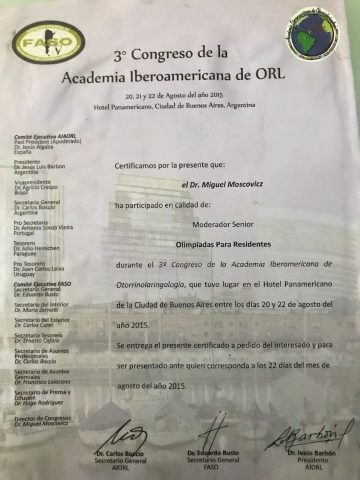 FASO
3º Congreso de la
Academia Iberoamericana de ORL
20, 21 y 22 de Agosto del año 2015
Hotel Panamericano, Ciudad de Buenos Aires, Argentina
Comité Ejecutivo AIAORL
Past President (Apoderado)
Dr. Jesús Algaba
España
Presidente
Dr. Jesus Luis Barbón
Argentina
Vicepresidente
Dr. Agrício Crespo
Brasil
Secretario General
Dr. Carlos Boccio
Argentina
Pro Secretario
Dr. Antonio Souza Vieira
Portugal
Tesorero
Dr. Julio Heinichen
Paraguay
Pro Tesorero
Dr. Juan Carlos Leiva
Uruguay
Comité Ejecutivo FASO
Secretario General
Dr. Eduardo Busto
Secretario del Interior
Dr. Mario Zernotti
Secretario del Exterior
Dr. Carlos Curet
Secretario Tesorero
Dr. Ernesto Cafaro
Secretario de Asuntos
Profesionales
Dr. Carlos Boccio
Secretario de Asuntos
Gremiales
Dr. Francisco Loiacono
Secretario de Prensa y
Difusión
Dr. Hugo Rodríguez
Director de Congresos
Dr. Miguel Moscovicz
Certificamos por la presente que:
el Dr. Miguel Moscovicz
ha participado en calidad de:
Moderador Senior
Olimpíadas Para Residentes
durante el 3º Congreso de la Academia Iberoamericana de
Otorrinolaringología, que tuvo lugar en el Hotel Panamericano
de la Ciudad de Buenos Aires entre los días 20 y 22 de agosto del
año 2015.
Se entrega el presente certificado a pedido del interesado y para
ser presentado ante quien corresponda a los 22 días del mes de
agosto del año 2015.
Dr. Carlos Boccio
Secretario General
AIORL
Dr. Eduardo Busto
Secretario General
FASO
Dr. Jesús Barbón
Presidente
AIORL